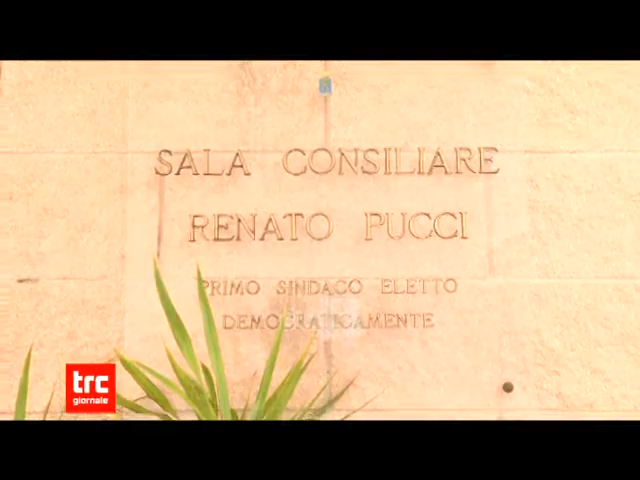 SALA CONSILIARE
RENATO PUCCI
PRIMO SINDACO ELETTO
DEMOCRATICAMENTE
trc
giornale